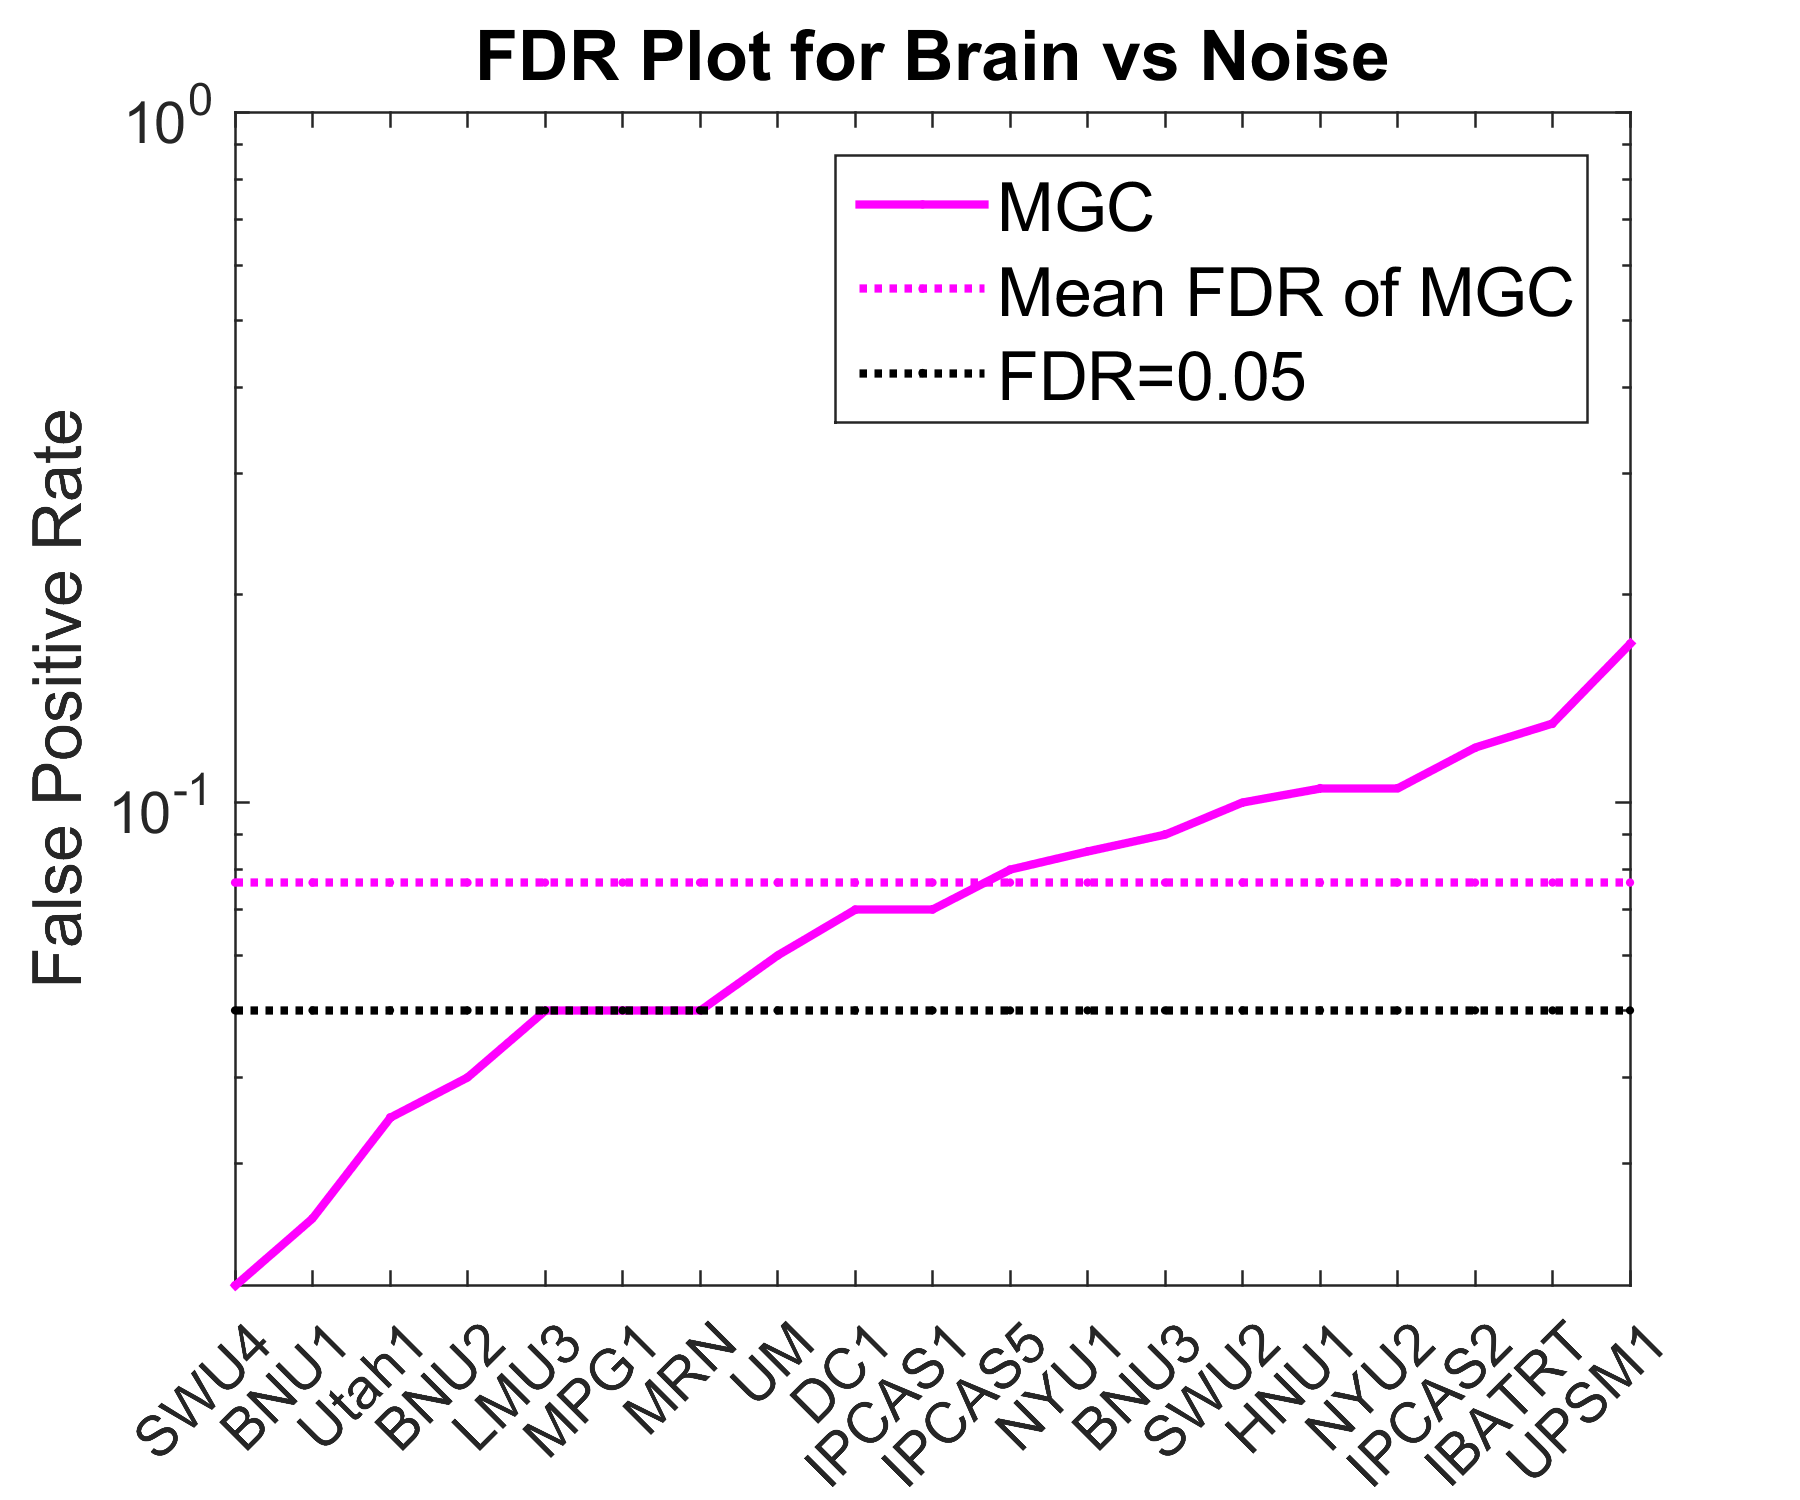 FDR Plot for Brain vs Noise
10^0
MGC
Mean FDR of MGC
FDR=0.05
False Positive Rate
10^-1
SWU4
BNU1
Utah1
BNU2
LMU3
MPG1
MRN
UM
DC1
IPCAS1
IPCAS5
NYU1
BNU3
SWU2
HNU1
NYU2
IPCAS2
IBATRT
UPSM1